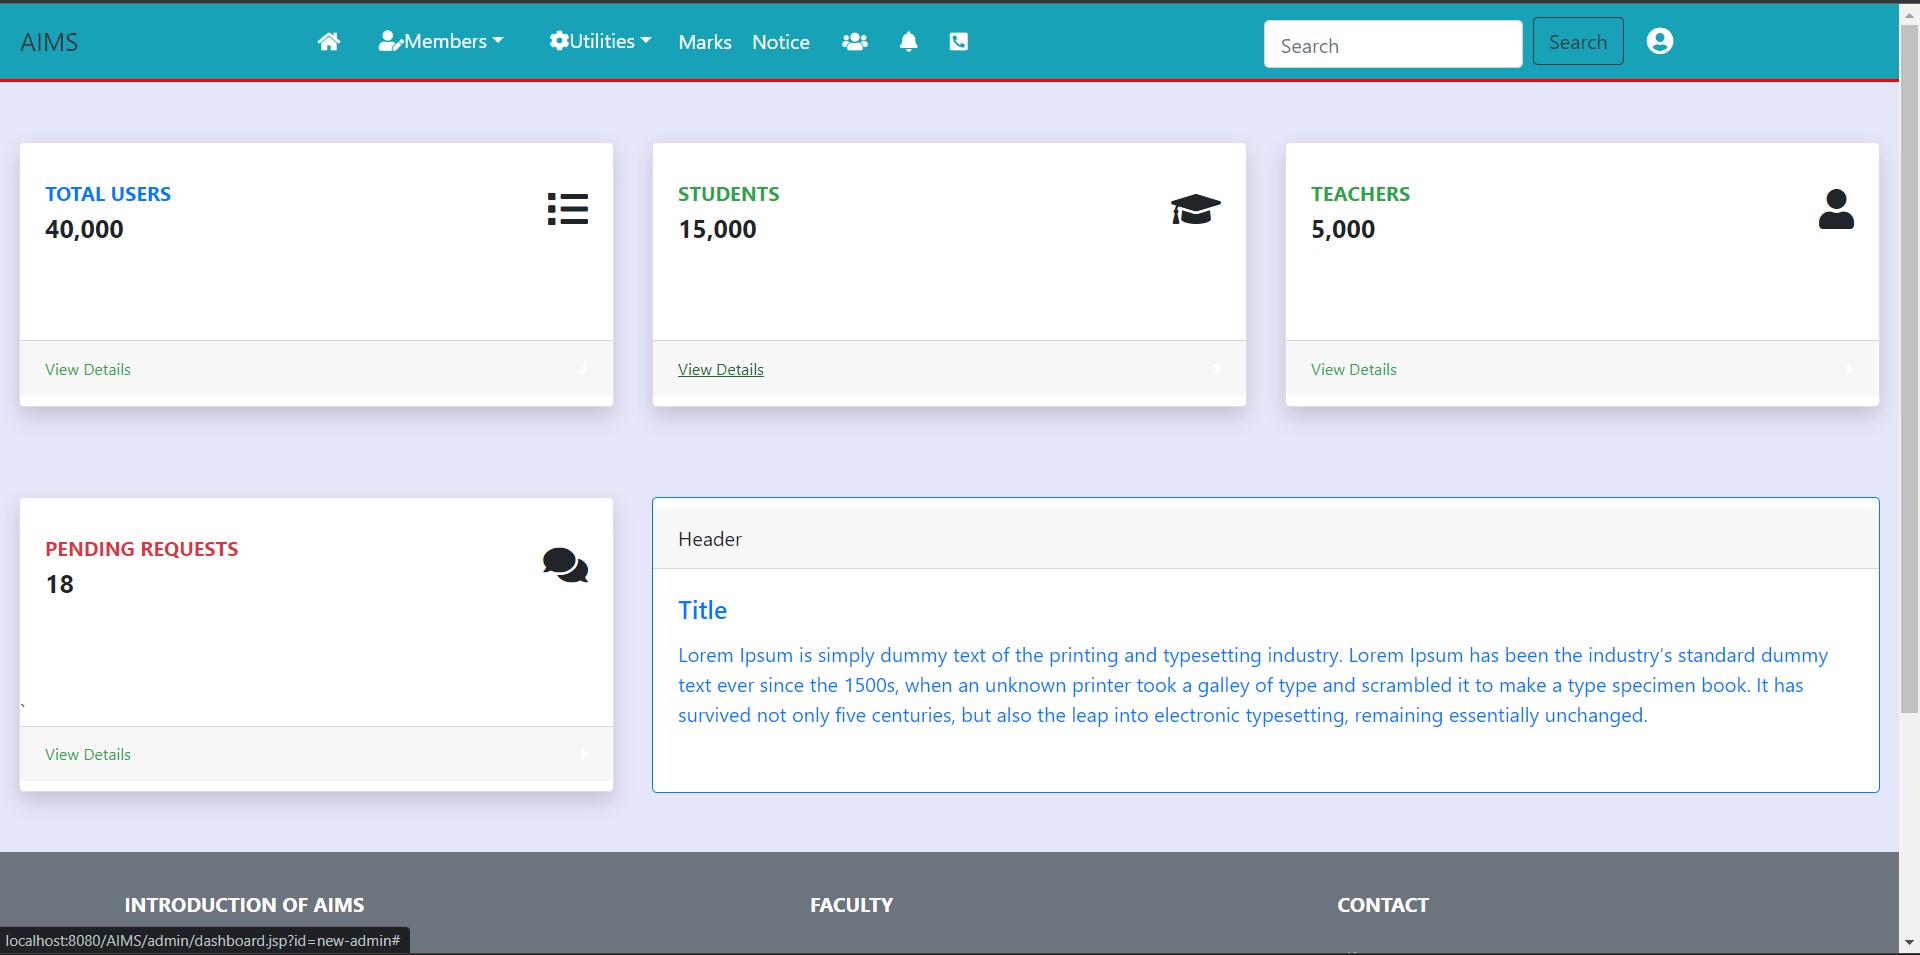 AIMS Members Utilities Marks Notice Search Search
TOTAL USERS
40,000
View Details
STUDENTS
15,000
View Details
TEACHERS
5,000
View Details
PENDING REQUESTS
18
`
View Details
Header
Title
Lorem Ipsum is simply dummy text of the printing and typesetting industry. Lorem Ipsum has been the industry's standard dummy
text ever since the 1500s, when an unknown printer took a galley of type and scrambled it to make a type specimen book. It has
survived not only five centuries, but also the leap into electronic typesetting, remaining essentially unchanged.
INTRODUCTION OF AIMS
FACULTY
CONTACT
localhost:8080/AIMS/admin/dashboard.jsp?id=new-admin#